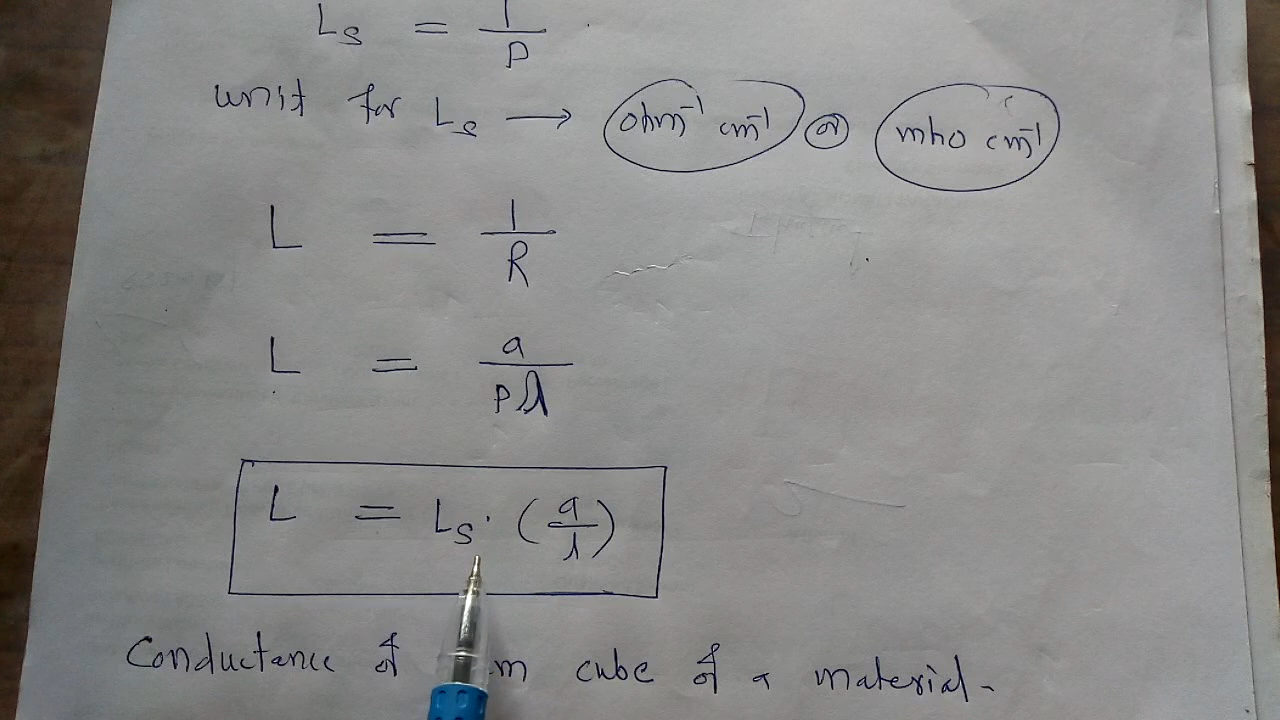 Ls = 1/P
unit for Ls → ohm⁻¹ cm⁻¹ or mho cm⁻¹
L = 1/R
L = a/Pl
L = Ls · (a/l)
Conductance of m cube of a material.